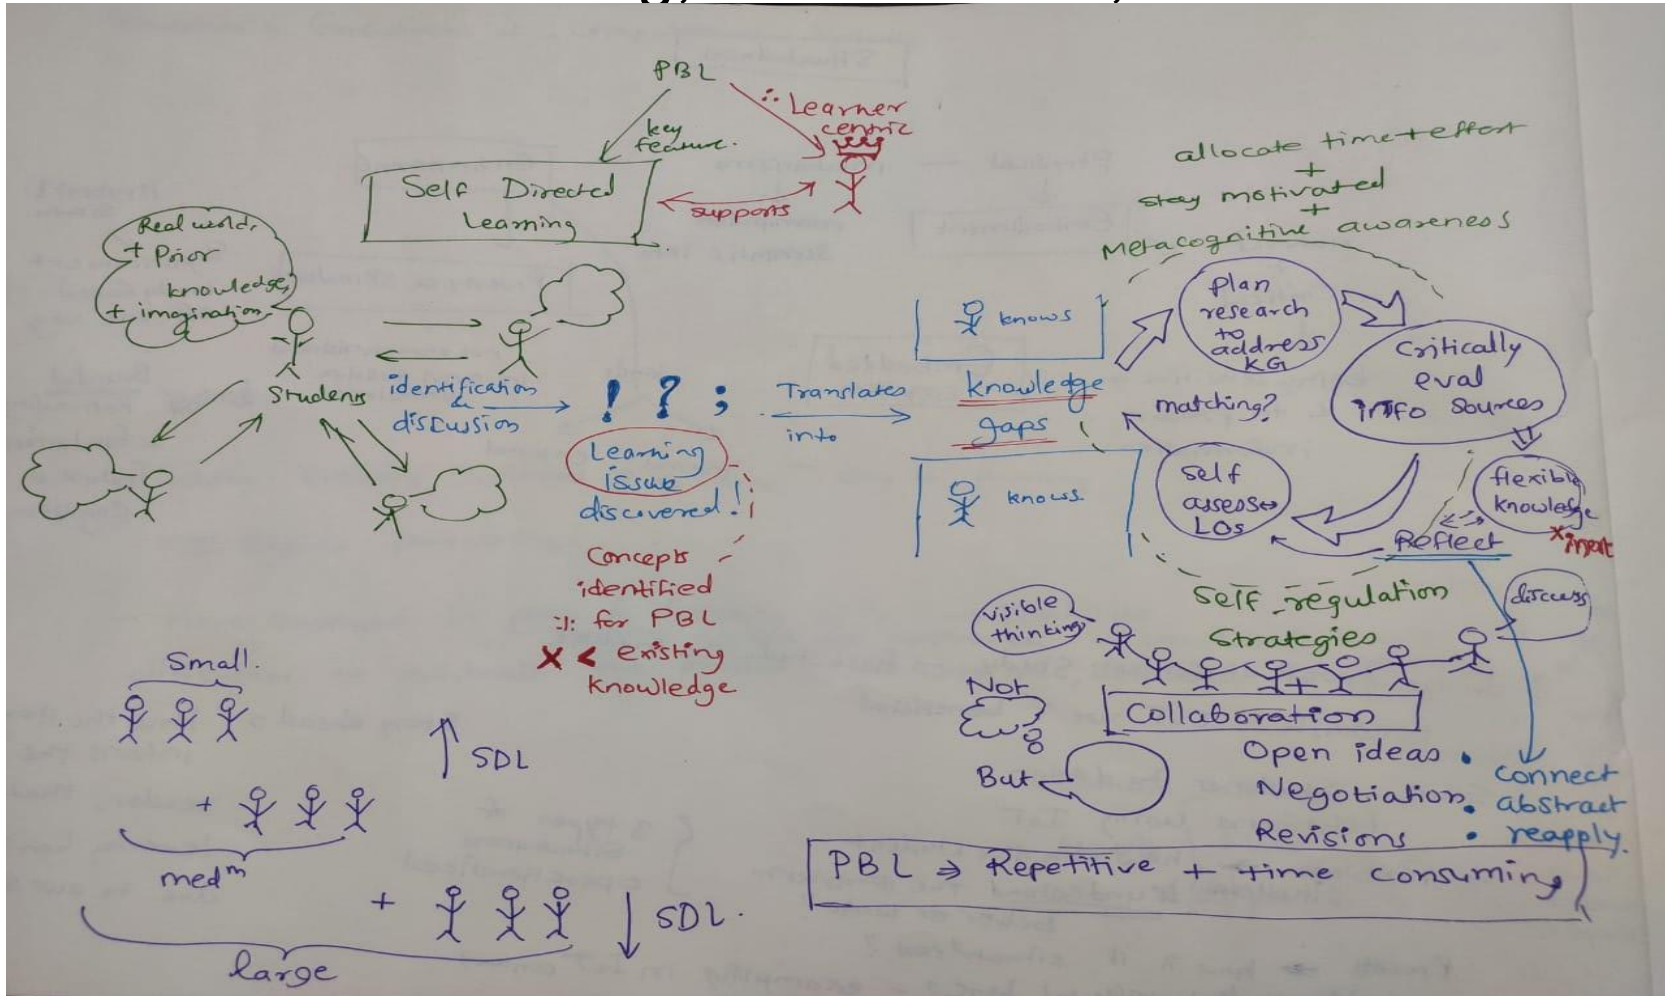 PBL
key
feature.
∴ Learner
centric
Self Directed
Learning
supports
Real world,
+ Prior
knowledge,
+ imagination
Students
identification
&
discussion
! ? ;
Learning
issue
discovered!
Concepts
identified
for PBL
x < existing
knowledge
Translates
into
knows
knowledge
gaps
knows
allocate time + effort
+
stay motivated
+
Metacognitive awareness
plan
research
to
address
KG
Critically
eval
info sources
matching?
self
assesses
LOs
flexible
knowledge
x inert
Reflect
Self-regulation
Strategies
visible
thinking
discuss
Not
But
+
Collaboration
Open ideas
Negotiation
Revisions
• connect
• abstract
• reapply.
PBL ⇒ Repetitive + time consuming
Small.
↑ SDL
+
medm
+
↓ SDL.
large